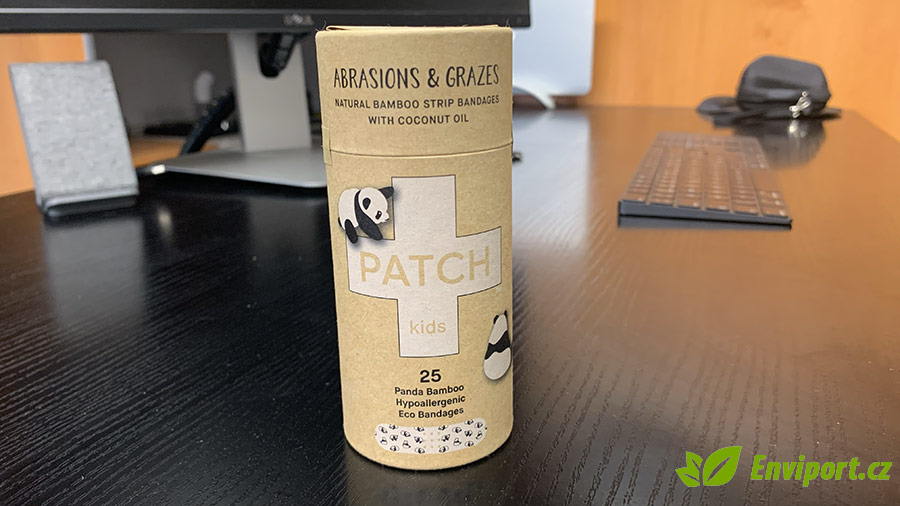 DELL
ABRASIONS & GRAZES
NATURAL BAMBOO STRIP BANDAGES
WITH COCONUT OIL
PATCH
kids
25
Panda Bamboo
Hypoallergenic
Eco Bandages
Enviport.cz